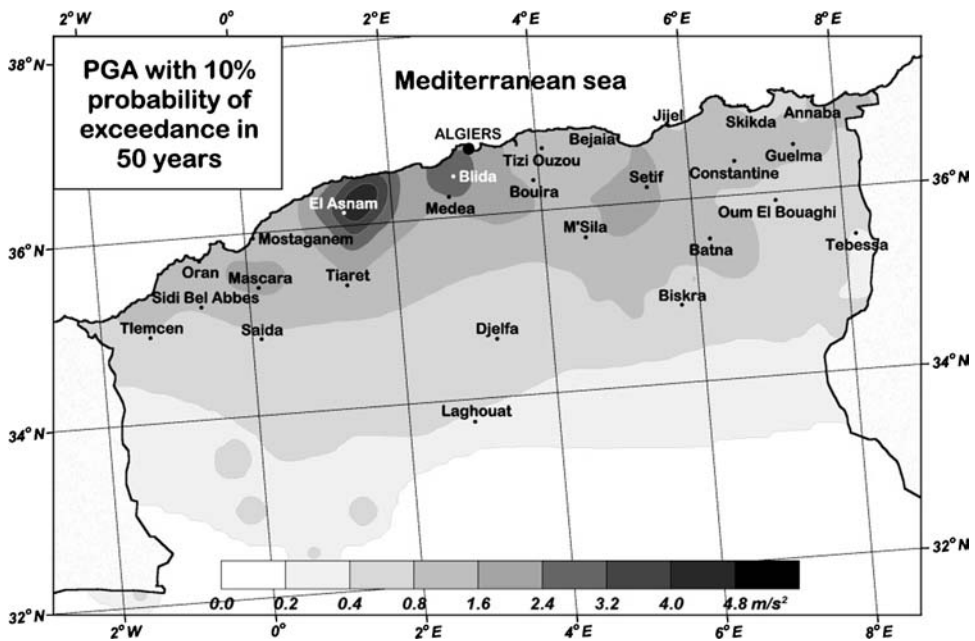 2°W 0° 2°E 4°E 6°E 8°E
38°N
PGA with 10%
probability of
exceedance in
50 years
Mediterranean sea
ALGIERS
Tizi Ouzou
Bejaia
Jijel
Skikda
Annaba
Guelma
Constantine
Setif
Bouira
Blida
Medea
El Asnam
36°N
36°N
Mostaganem
M'Sila
Oum El Bouaghi
Batna
Tebessa
Oran
Mascara
Tiaret
Sidi Bel Abbes
Biskra
Tlemcen
Saida
Djelfa
34°N
Laghouat
34°N
32°N
0.0 0.2 0.4 0.8 1.6 2.4 3.2 4.0 4.8 m/s²
32°N
2°W 0° 2°E 4°E 6°E 8°E